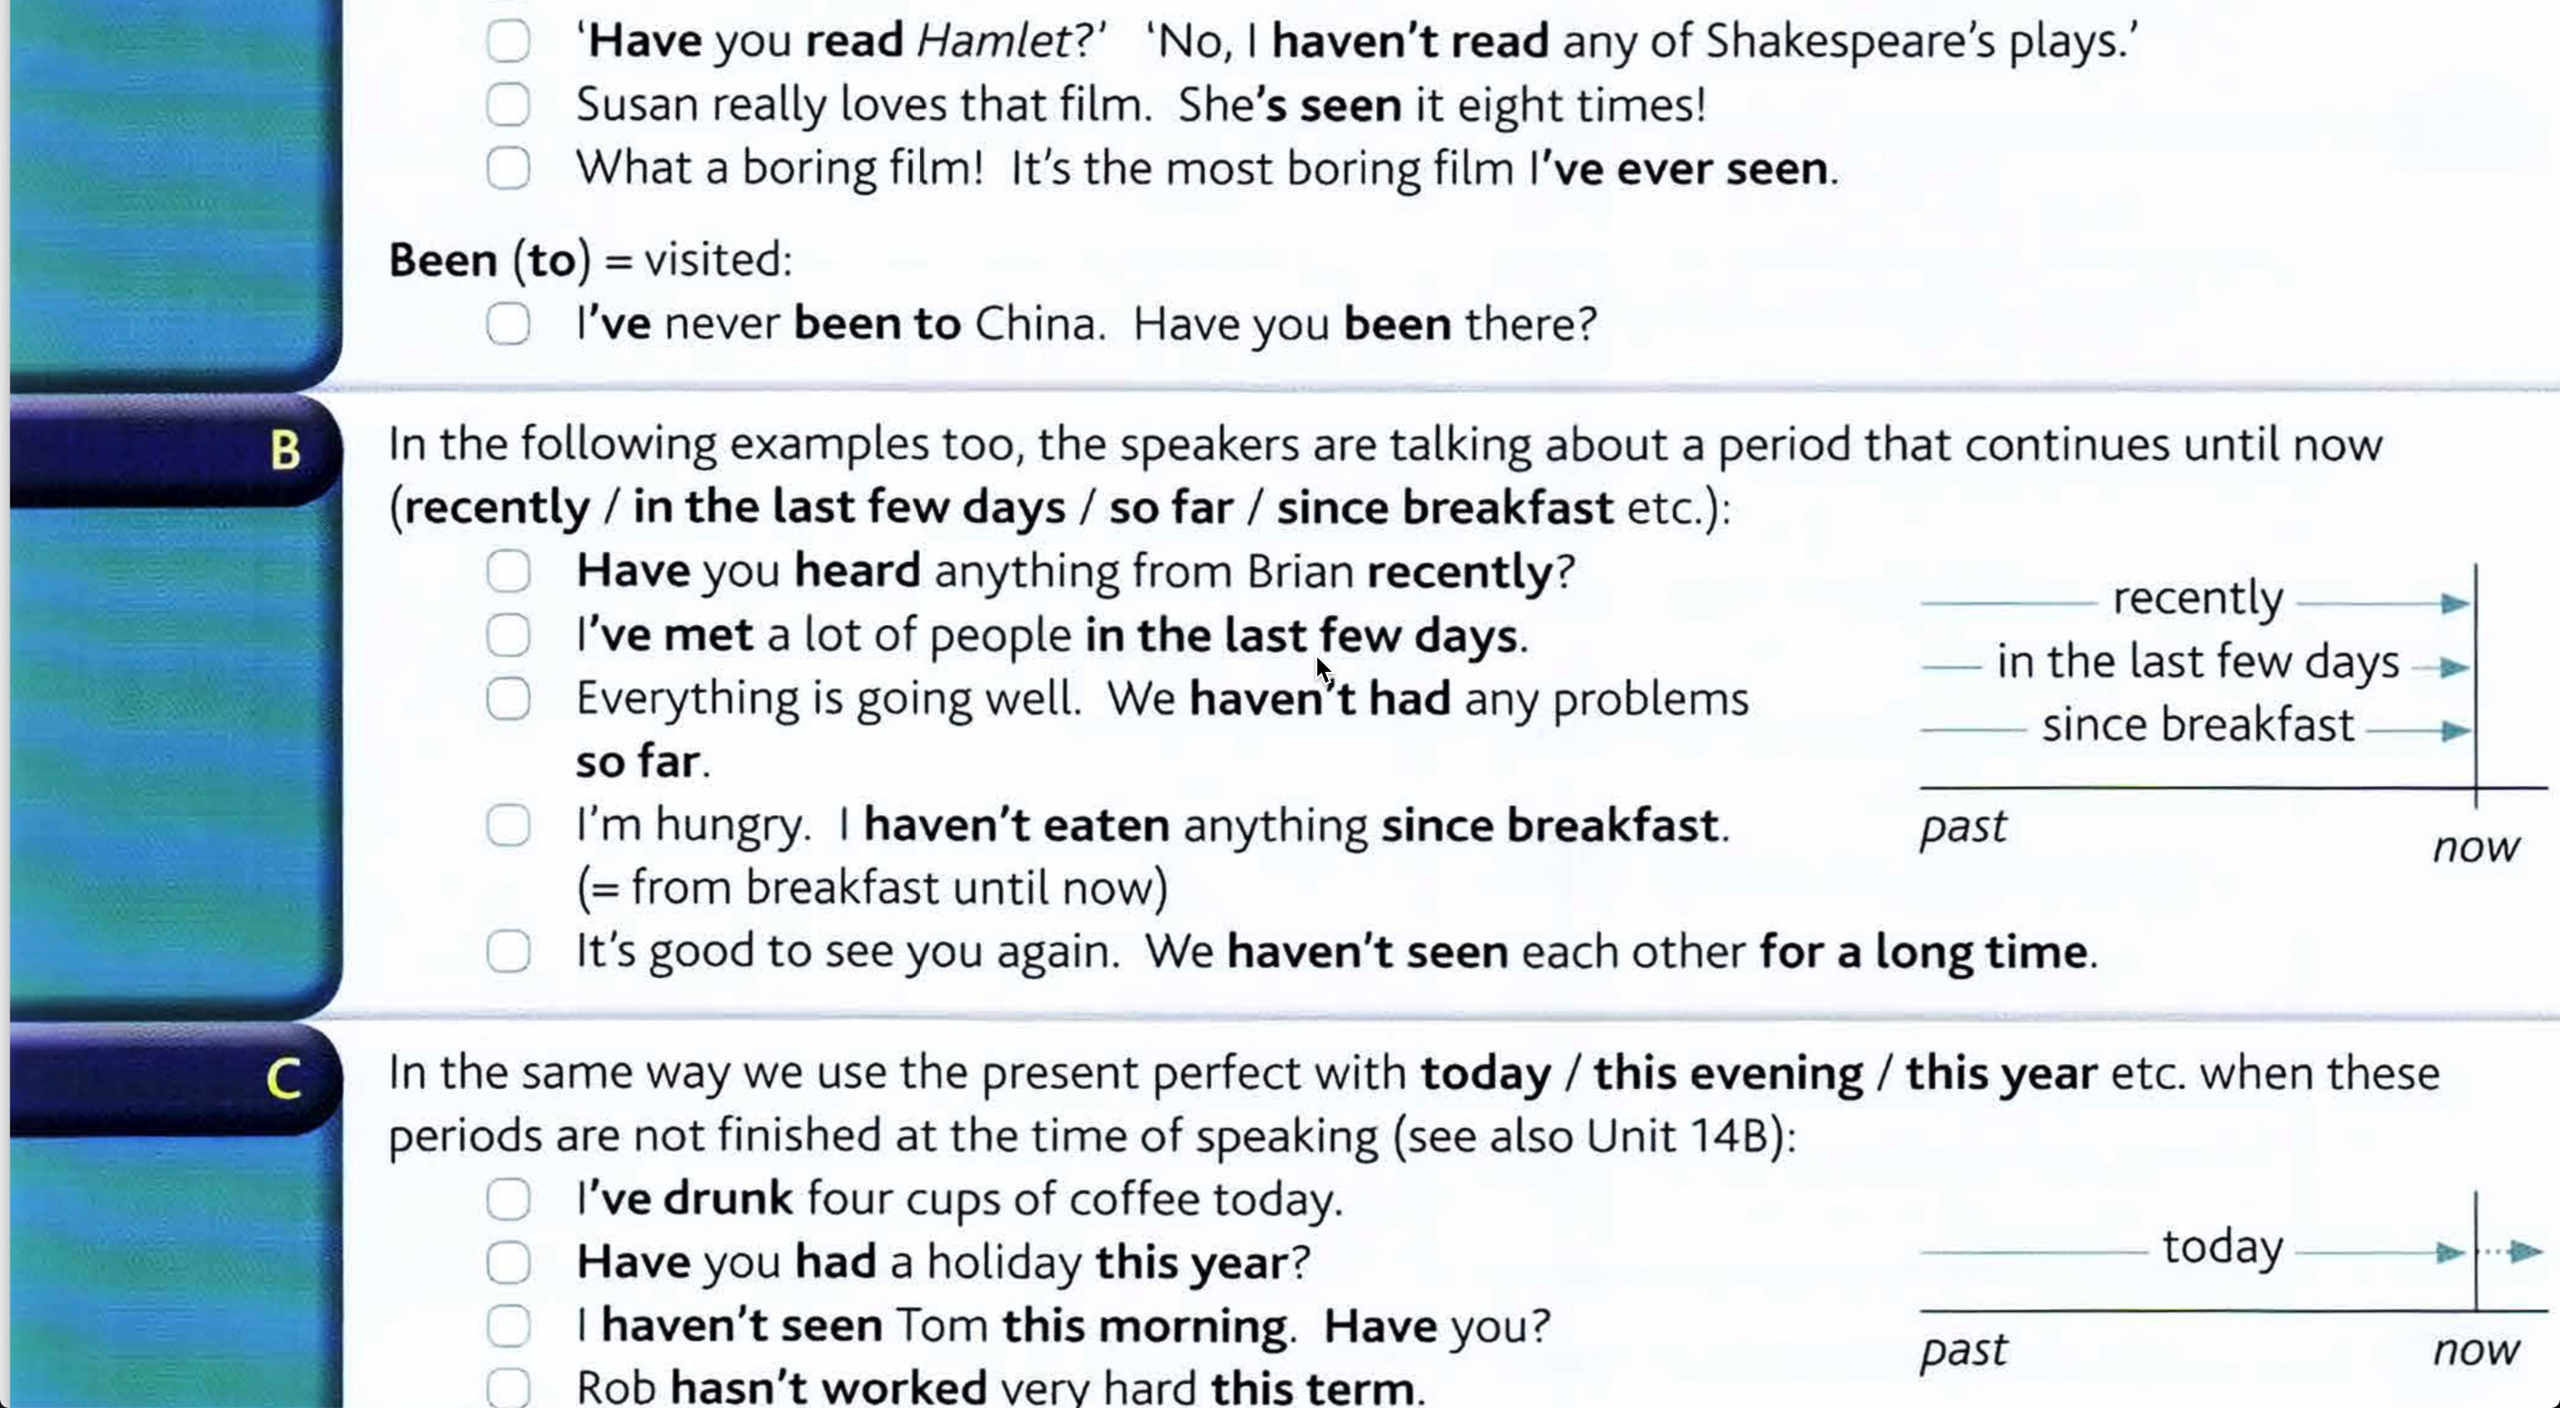 ‘Have you read Hamlet?’ ‘No, I haven’t read any of Shakespeare’s plays.’
Susan really loves that film. She’s seen it eight times!
What a boring film! It’s the most boring film I’ve ever seen.
Been (to) = visited:
I’ve never been to China. Have you been there?
B
In the following examples too, the speakers are talking about a period that continues until now
(recently / in the last few days / so far / since breakfast etc.):
Have you heard anything from Brian recently?
I’ve met a lot of people in the last few days.
Everything is going well. We haven’t had any problems
so far.
I’m hungry. I haven’t eaten anything since breakfast.
(= from breakfast until now)
It’s good to see you again. We haven’t seen each other for a long time.
recently
in the last few days
since breakfast
past
now
C
In the same way we use the present perfect with today / this evening / this year etc. when these
periods are not finished at the time of speaking (see also Unit 14B):
I’ve drunk four cups of coffee today.
Have you had a holiday this year?
I haven’t seen Tom this morning. Have you?
Rob hasn’t worked very hard this term.
today
past
now